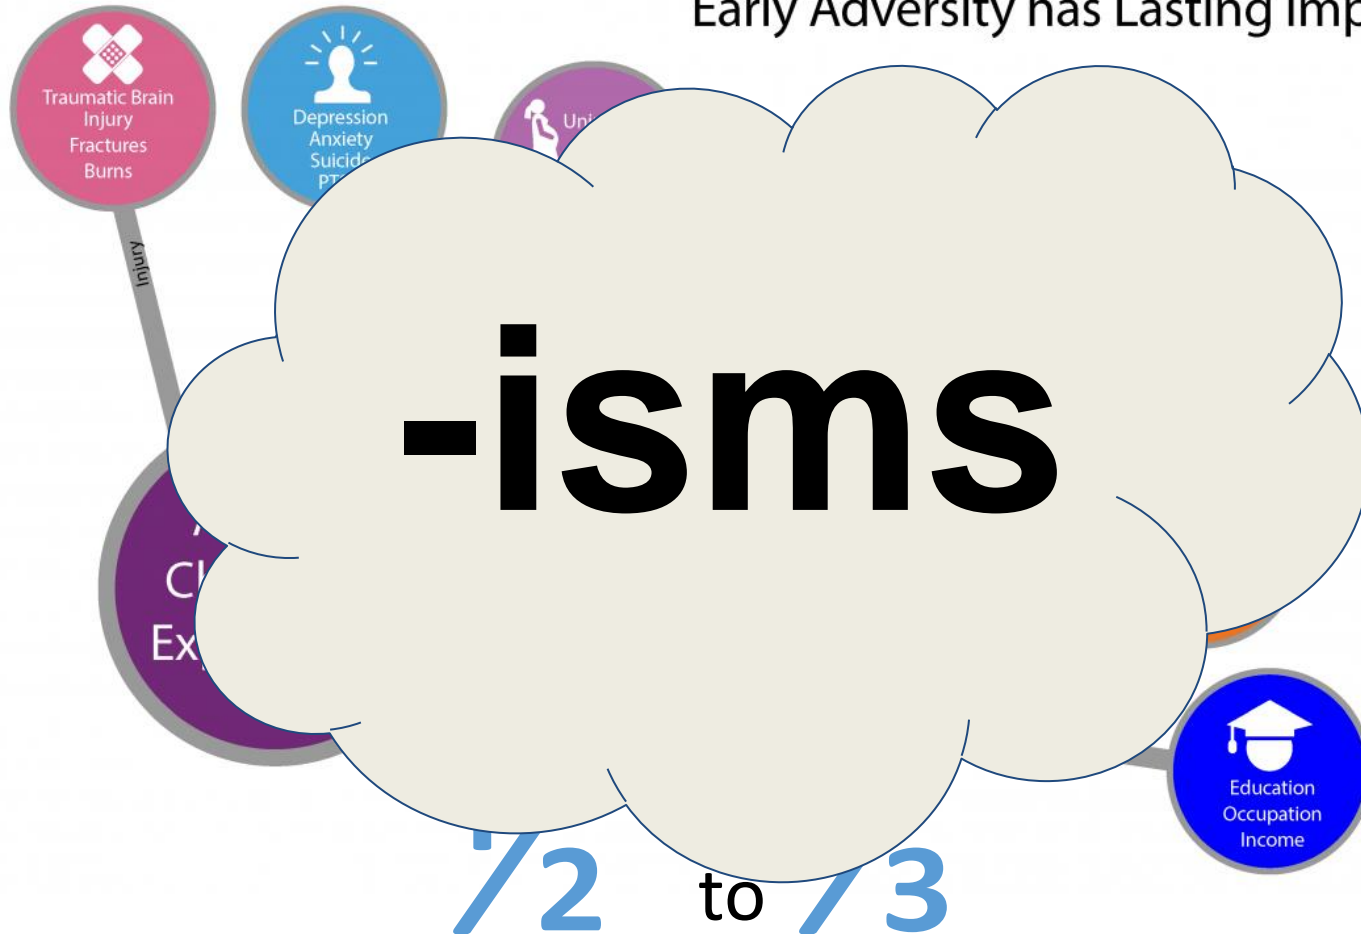 Early Adversity has Lasting
Traumatic Brain
Injury
Fractures
Burns
Depression
Anxiety
Injury
-isms
Education
Occupation
Income
/2 to /3